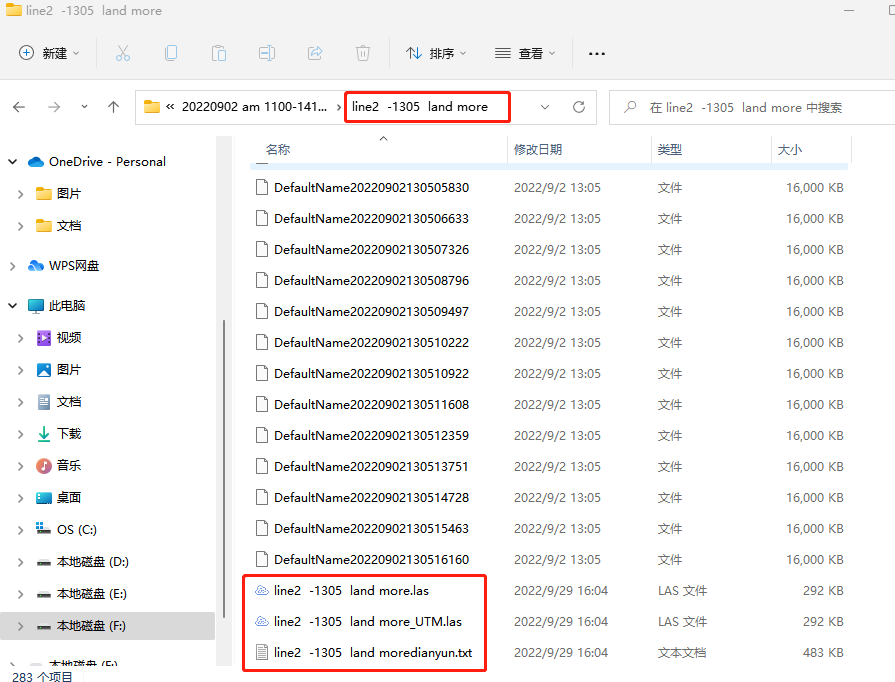 line2  -1305  land more
新建
排序
查看
« 20220902 am 1100-141... › line2  -1305  land more
在 line2  -1305  land more 中搜索
OneDrive - Personal
图片
文档
WPS网盘
此电脑
视频
图片
文档
下载
音乐
桌面
OS (C:)
本地磁盘 (D:)
本地磁盘 (E:)
本地磁盘 (F:)
本地磁盘 (F:)
名称 修改日期 类型 大小
DefaultName20220902130505830 2022/9/2 13:05 文件 16,000 KB
DefaultName20220902130506633 2022/9/2 13:05 文件 16,000 KB
DefaultName20220902130507326 2022/9/2 13:05 文件 16,000 KB
DefaultName20220902130508796 2022/9/2 13:05 文件 16,000 KB
DefaultName20220902130509497 2022/9/2 13:05 文件 16,000 KB
DefaultName20220902130510222 2022/9/2 13:05 文件 16,000 KB
DefaultName20220902130510922 2022/9/2 13:05 文件 16,000 KB
DefaultName20220902130511608 2022/9/2 13:05 文件 16,000 KB
DefaultName20220902130512359 2022/9/2 13:05 文件 16,000 KB
DefaultName20220902130513751 2022/9/2 13:05 文件 16,000 KB
DefaultName20220902130514728 2022/9/2 13:05 文件 16,000 KB
DefaultName20220902130515463 2022/9/2 13:05 文件 16,000 KB
DefaultName20220902130516160 2022/9/2 13:05 文件 16,000 KB
line2  -1305  land more.las 2022/9/29 16:04 LAS 文件 292 KB
line2  -1305  land more_UTM.las 2022/9/29 16:04 LAS 文件 292 KB
line2  -1305  land moredianyun.txt 2022/9/29 16:04 文本文档 483 KB
283 个项目